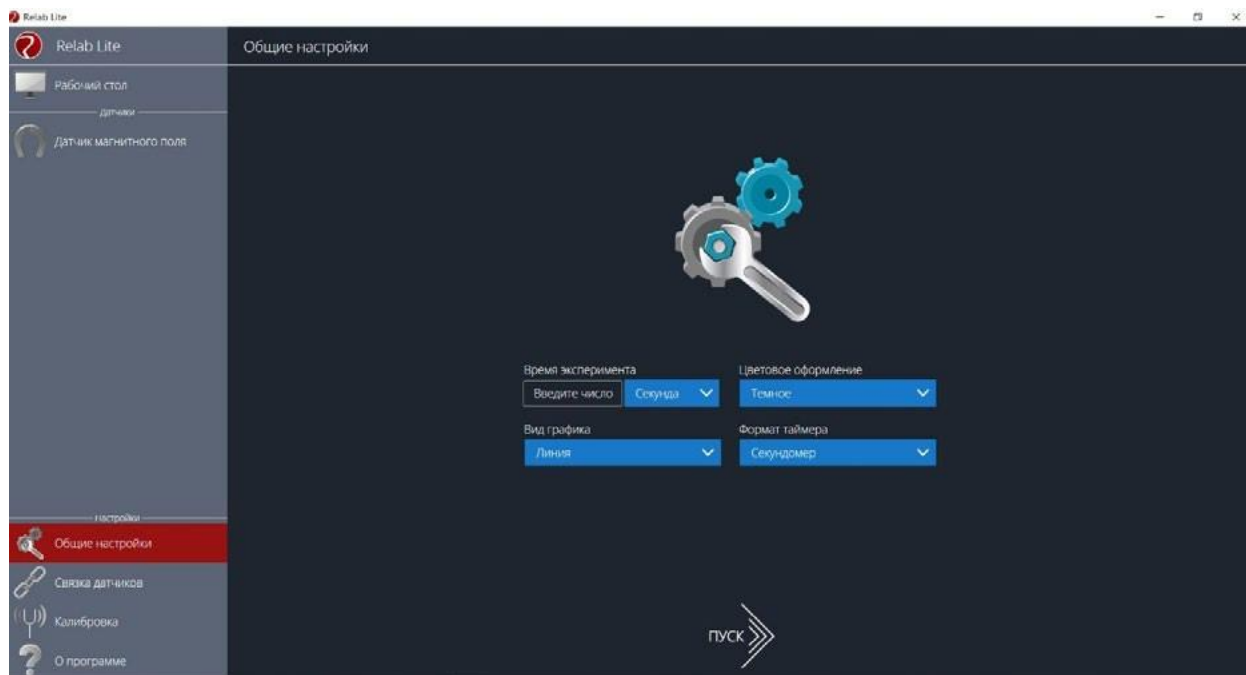 Relab Lite
Relab Lite
Общие настройки
Рабочий стол
Датчики
Датчик магнитного поля
Время эксперимента
Цветовое оформление
Введите число
Секунда
Темное
Вид графика
Формат таймера
Линия
Секундомер
Настройки
Общие настройки
Связка датчиков
Калибровка
О программе
ПУСК